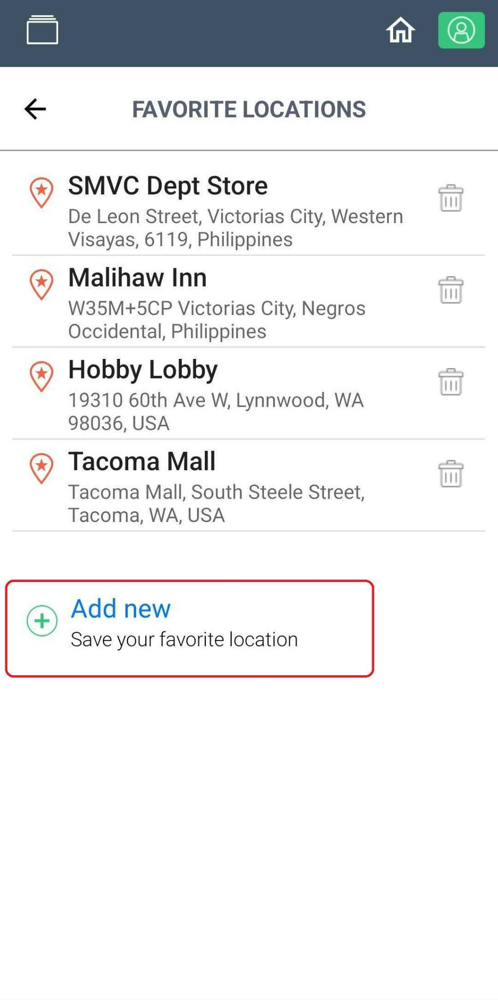 FAVORITE LOCATIONS
SMVC Dept Store
De Leon Street, Victorias City, Western
Visayas, 6119, Philippines
Malihaw Inn
W35M+5CP Victorias City, Negros
Occidental, Philippines
Hobby Lobby
19310 60th Ave W, Lynnwood, WA
98036, USA
Tacoma Mall
Tacoma Mall, South Steele Street,
Tacoma, WA, USA
Add new
Save your favorite location